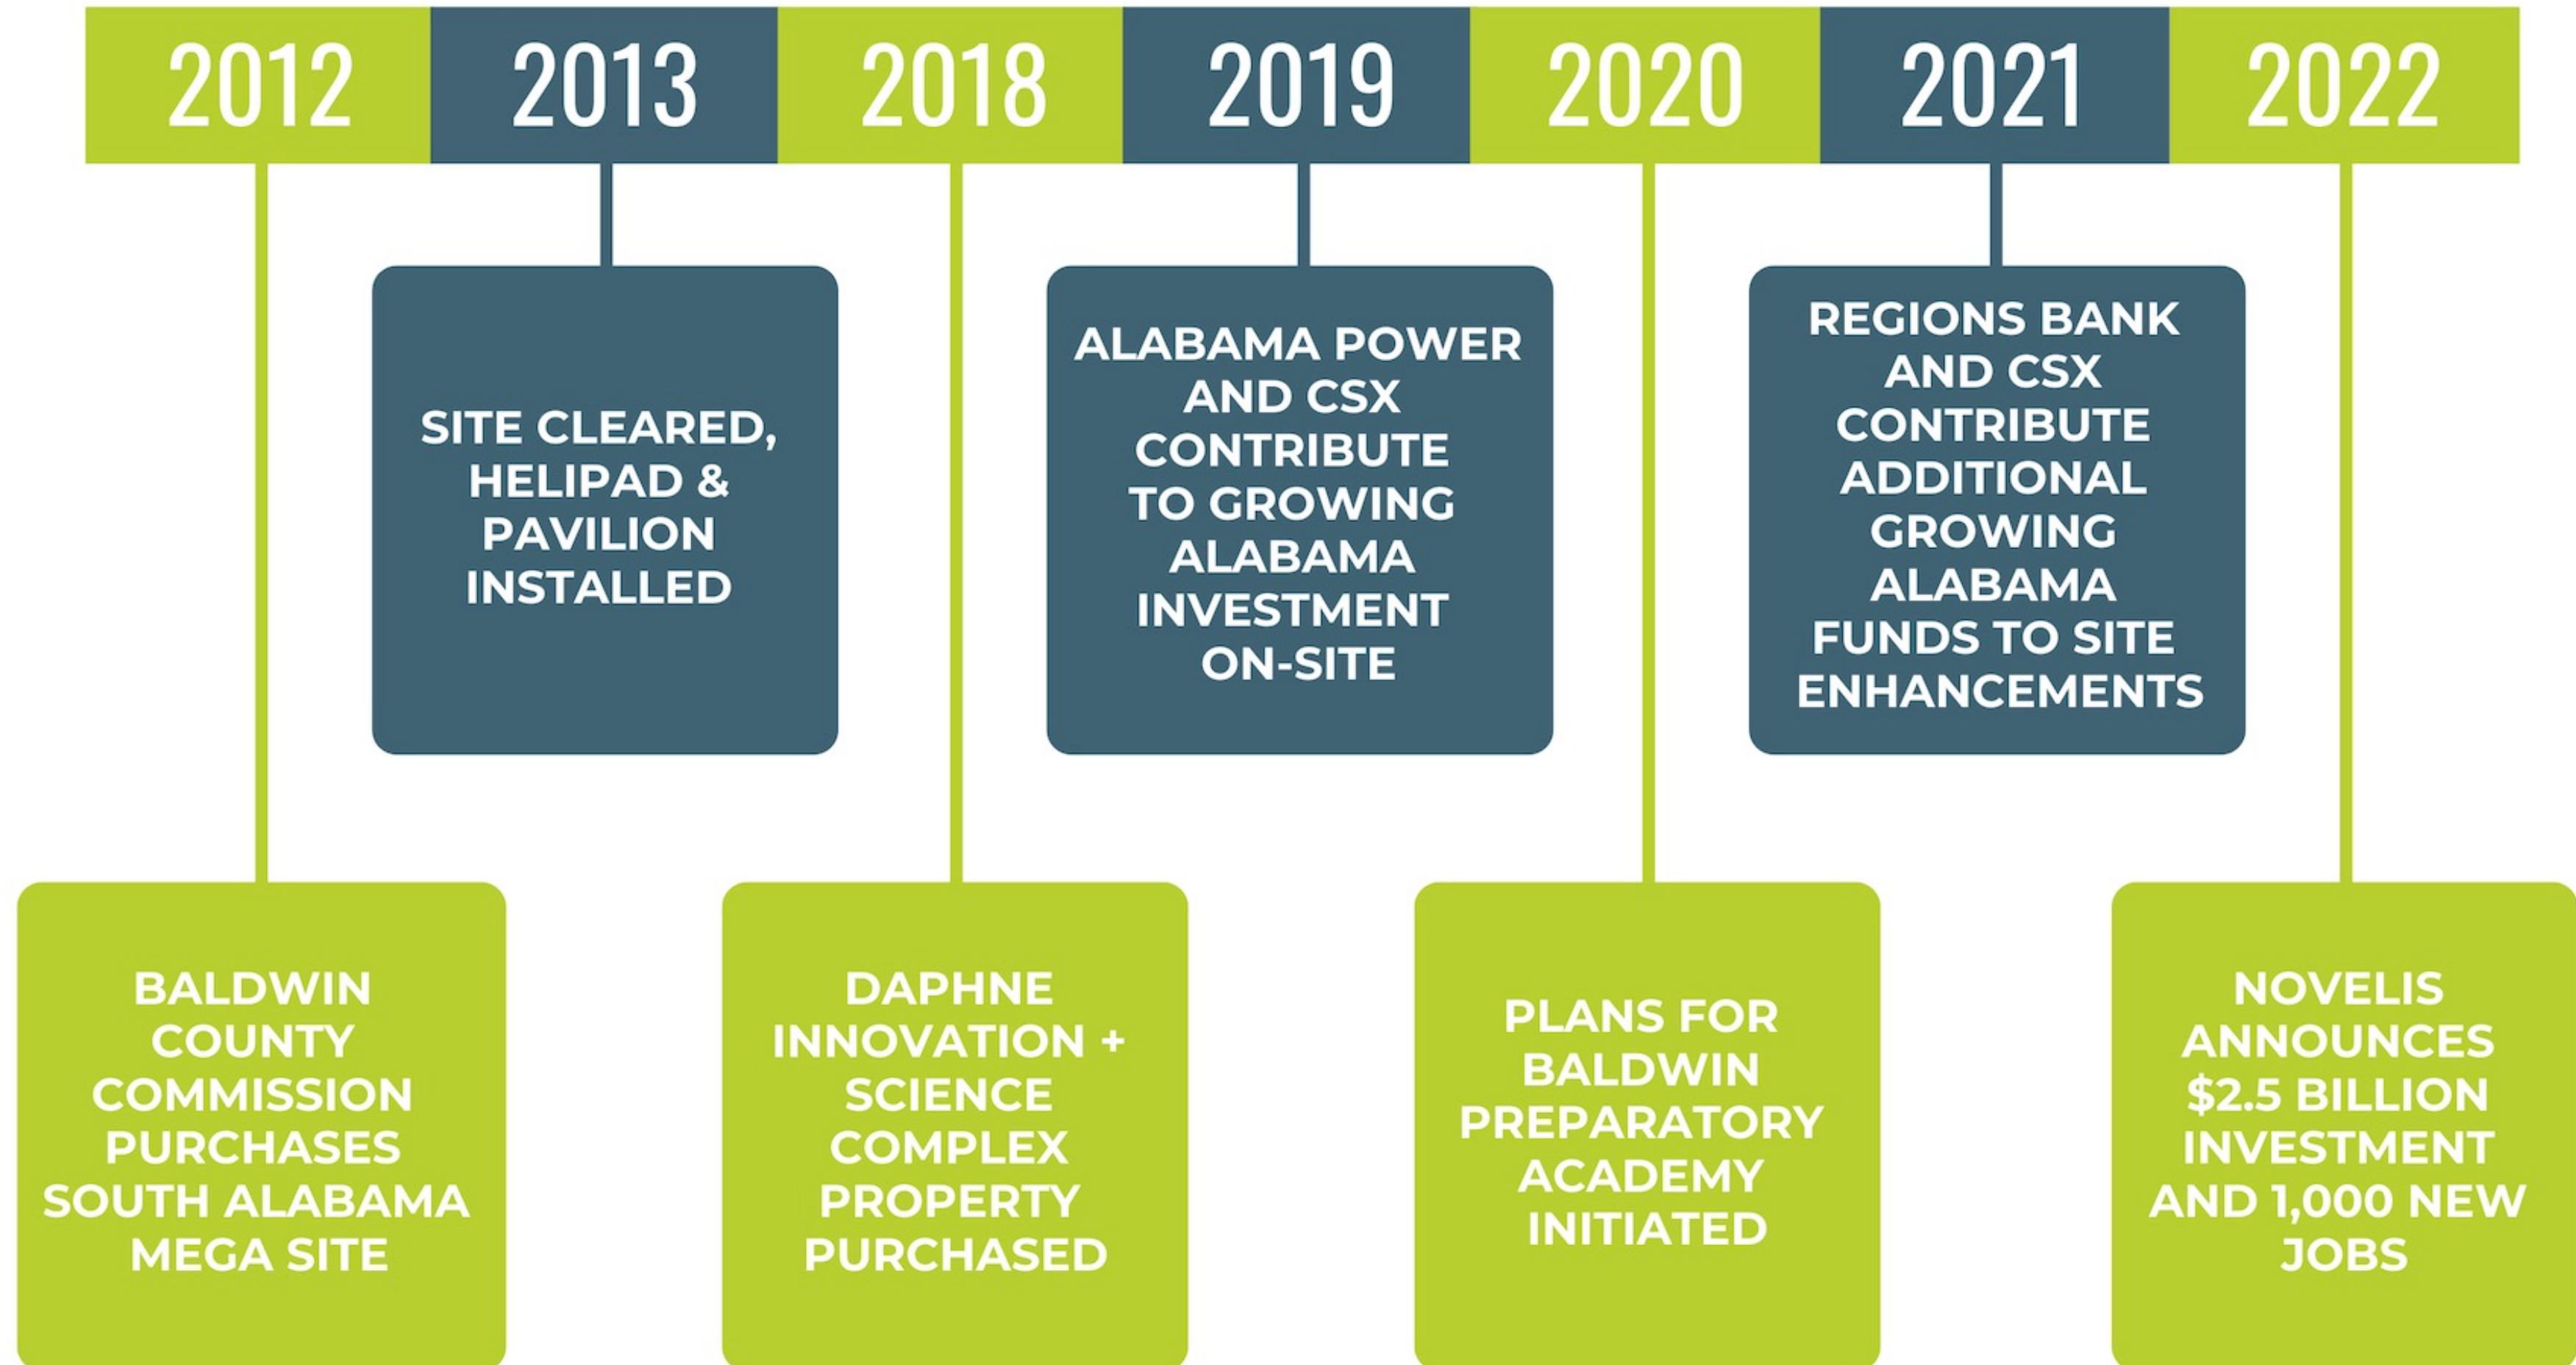 2012
2013
2018
2019
2020
2021
2022
SITE CLEARED,
HELIPAD &
PAVILION
INSTALLED
ALABAMA POWER
AND CSX
CONTRIBUTE
TO GROWING
ALABAMA
INVESTMENT
ON-SITE
REGIONS BANK
AND CSX
CONTRIBUTE
ADDITIONAL
GROWING
ALABAMA
FUNDS TO SITE
ENHANCEMENTS
BALDWIN
COUNTY
COMMISSION
PURCHASES
SOUTH ALABAMA
MEGA SITE
DAPHNE
INNOVATION +
SCIENCE
COMPLEX
PROPERTY
PURCHASED
PLANS FOR
BALDWIN
PREPARATORY
ACADEMY
INITIATED
NOVELIS
ANNOUNCES
$2.5 BILLION
INVESTMENT
AND 1,000 NEW
JOBS